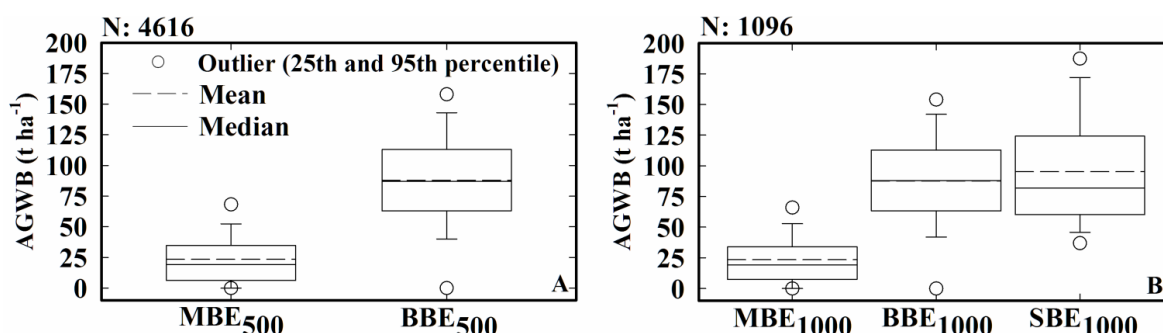 N: 4616
200
175
150
125
100
75
50
25
0
AGWB (t ha⁻¹)
Outlier (25th and 95th percentile)
Mean
Median
A
MBE₅₀₀ BBE₅₀₀
N: 1096
200
175
150
125
100
75
50
25
0
AGWB (t ha⁻¹)
B
MBE₁₀₀₀ BBE₁₀₀₀ SBE₁₀₀₀